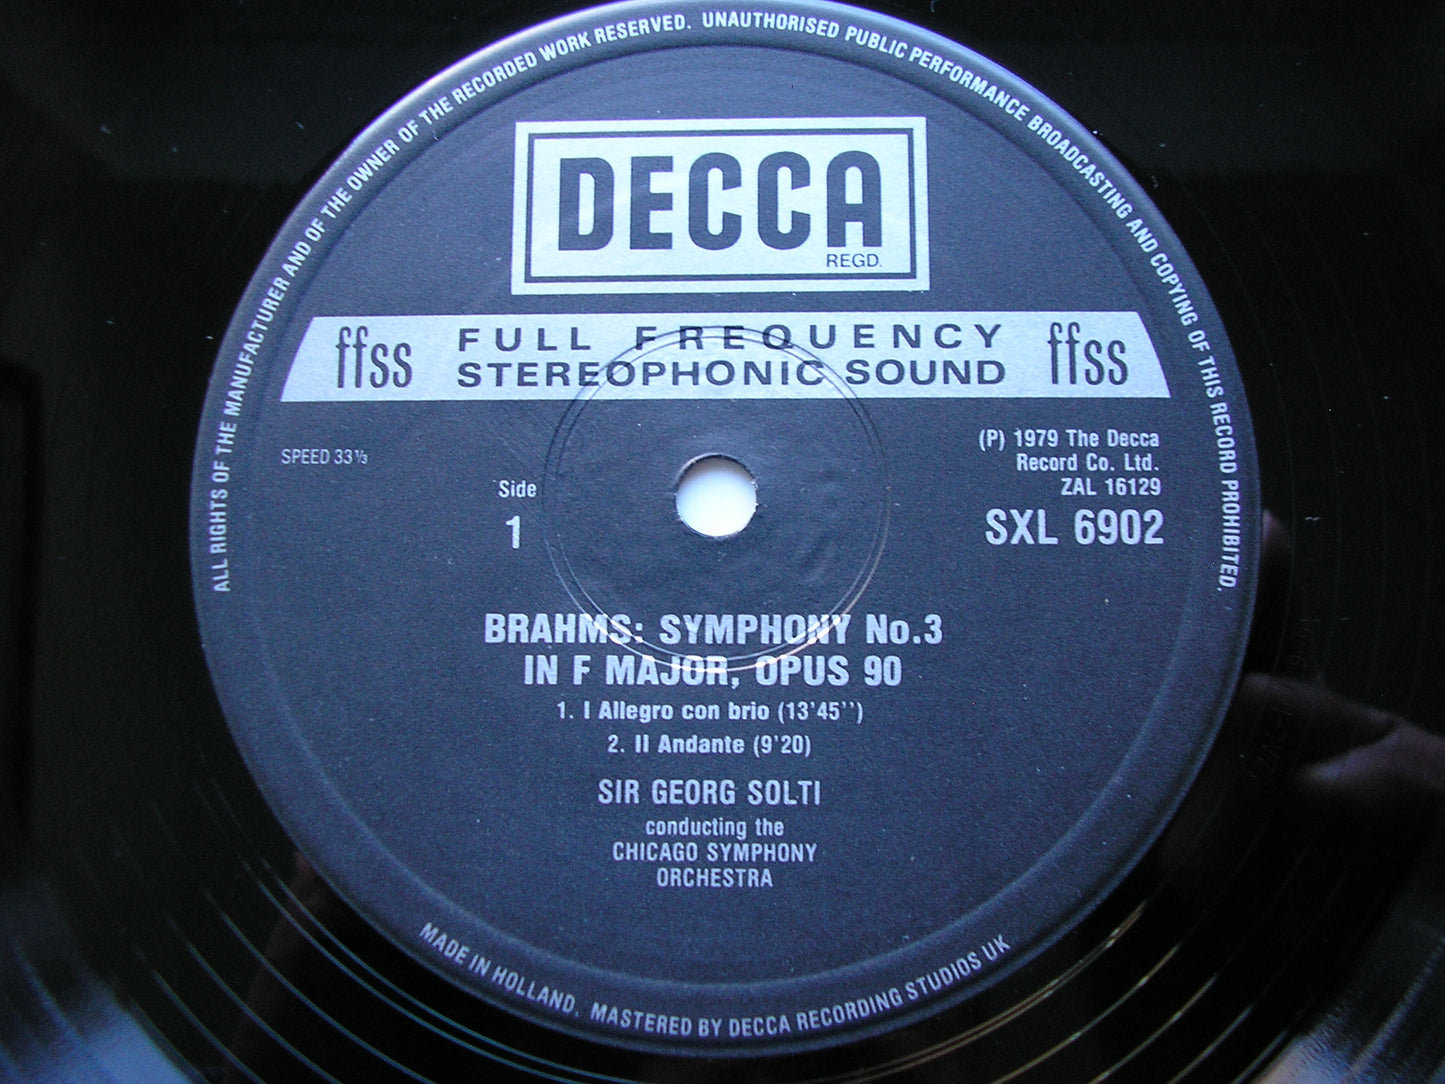 ALL RIGHTS OF THE MANUFACTURER AND OF THE OWNER OF THE RECORDED WORK RESERVED. UNAUTHORISED PUBLIC PERFORMANCE BROADCASTING AND COPYING OF THIS RECORD PROHIBITED.
DECCA
REGD.
ffss FULL FREQUENCY ffss
STEREOPHONIC SOUND
SPEED 33⅓
(P) 1979 The Decca
Record Co. Ltd.
ZAL 16129
SXL 6902
Side
1
BRAHMS: SYMPHONY No.3
IN F MAJOR, OPUS 90
1. I Allegro con brio (13'45'')
2. II Andante (9'20)
SIR GEORG SOLTI
conducting the
CHICAGO SYMPHONY
ORCHESTRA
MADE IN HOLLAND, MASTERED BY DECCA RECORDING STUDIOS UK